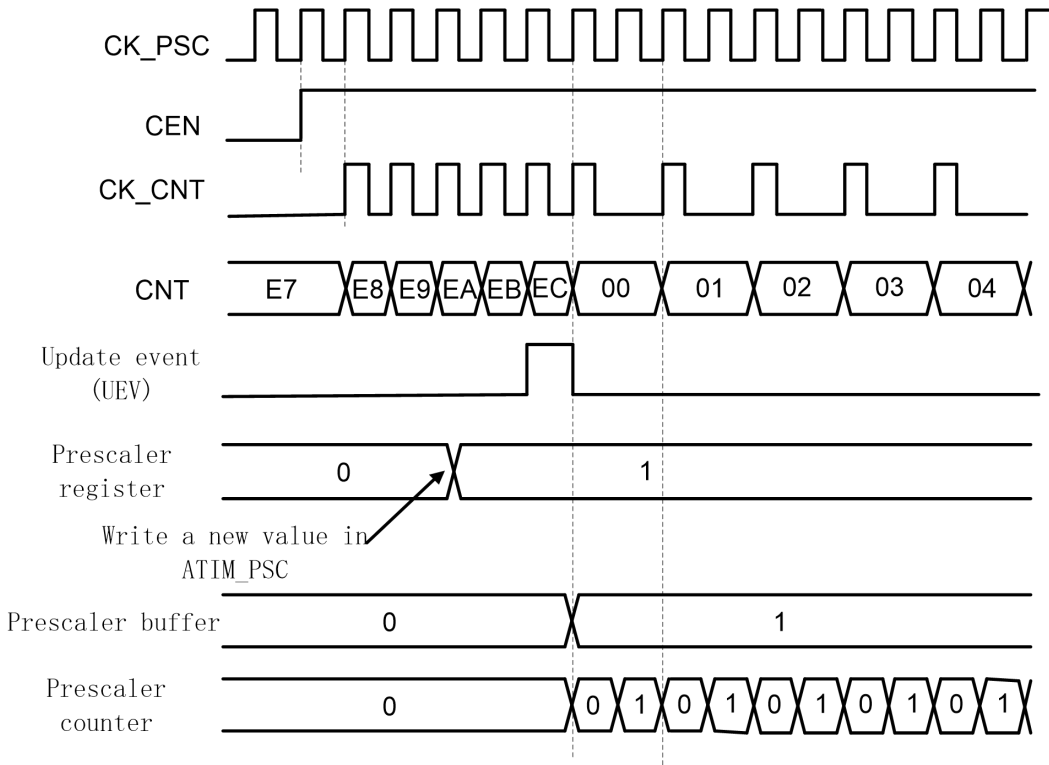 CK_PSC
CEN
CK_CNT
CNT
E7 E8 E9 EA EB EC 00 01 02 03 04
Update event
(UEV)
Prescaler
register
0 1
Write a new value in
ATIM_PSC
Prescaler buffer
0 1
Prescaler
counter
0 0 1 0 1 0 1 0 1 0 1